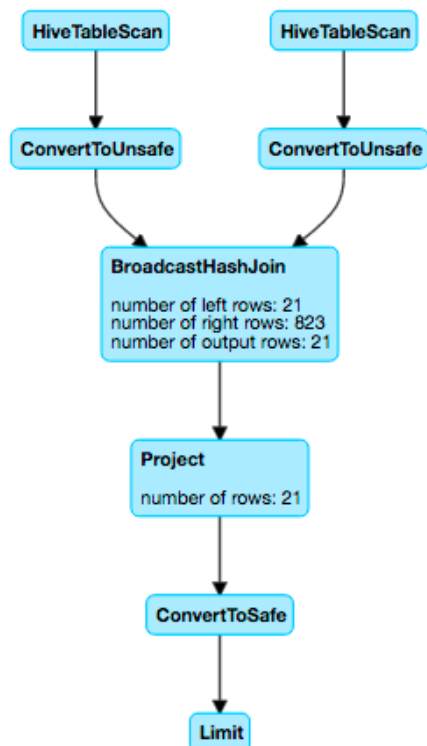 HiveTableScan
HiveTableScan
ConvertToUnsafe
ConvertToUnsafe
BroadcastHashJoin
number of left rows: 21
number of right rows: 823
number of output rows: 21
Project
number of rows: 21
ConvertToSafe
Limit